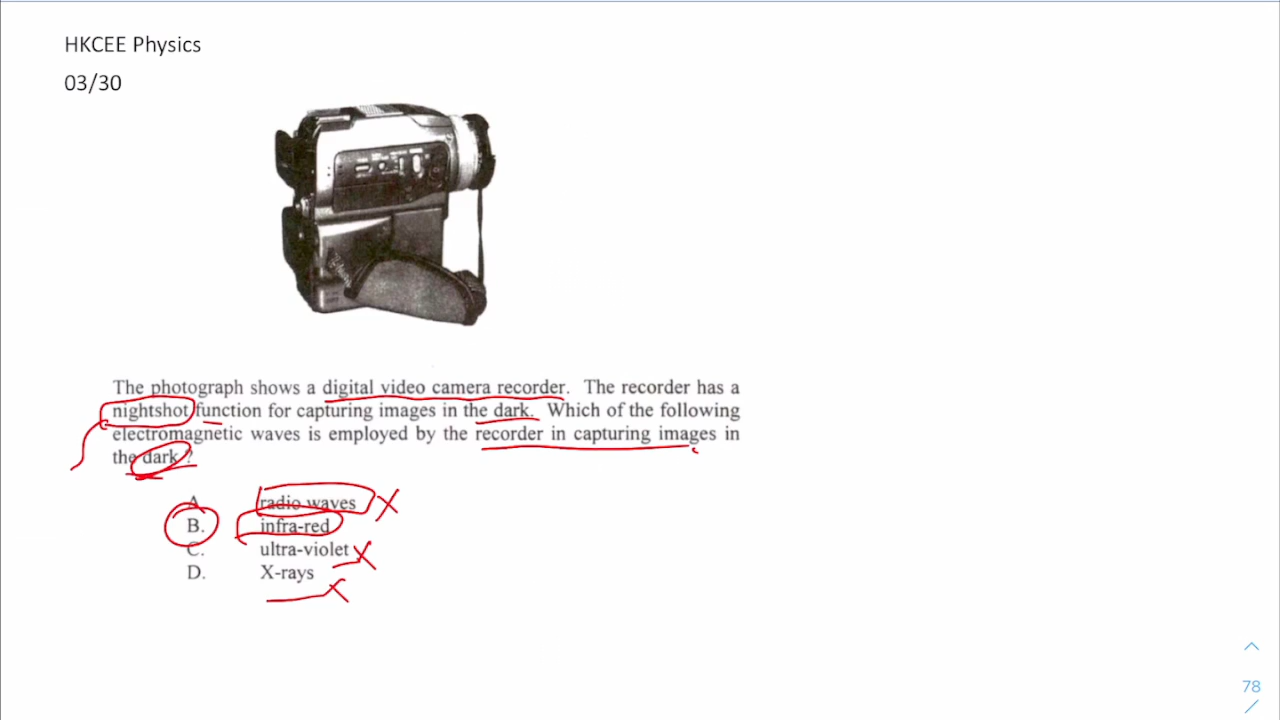 HKCEE Physics
03/30
The photograph shows a digital video camera recorder. The recorder has a
nightshot function for capturing images in the dark. Which of the following
electromagnetic waves is employed by the recorder in capturing images in
the dark ?
A. radio waves
B. infra-red
C. ultra-violet
D. X-rays
78